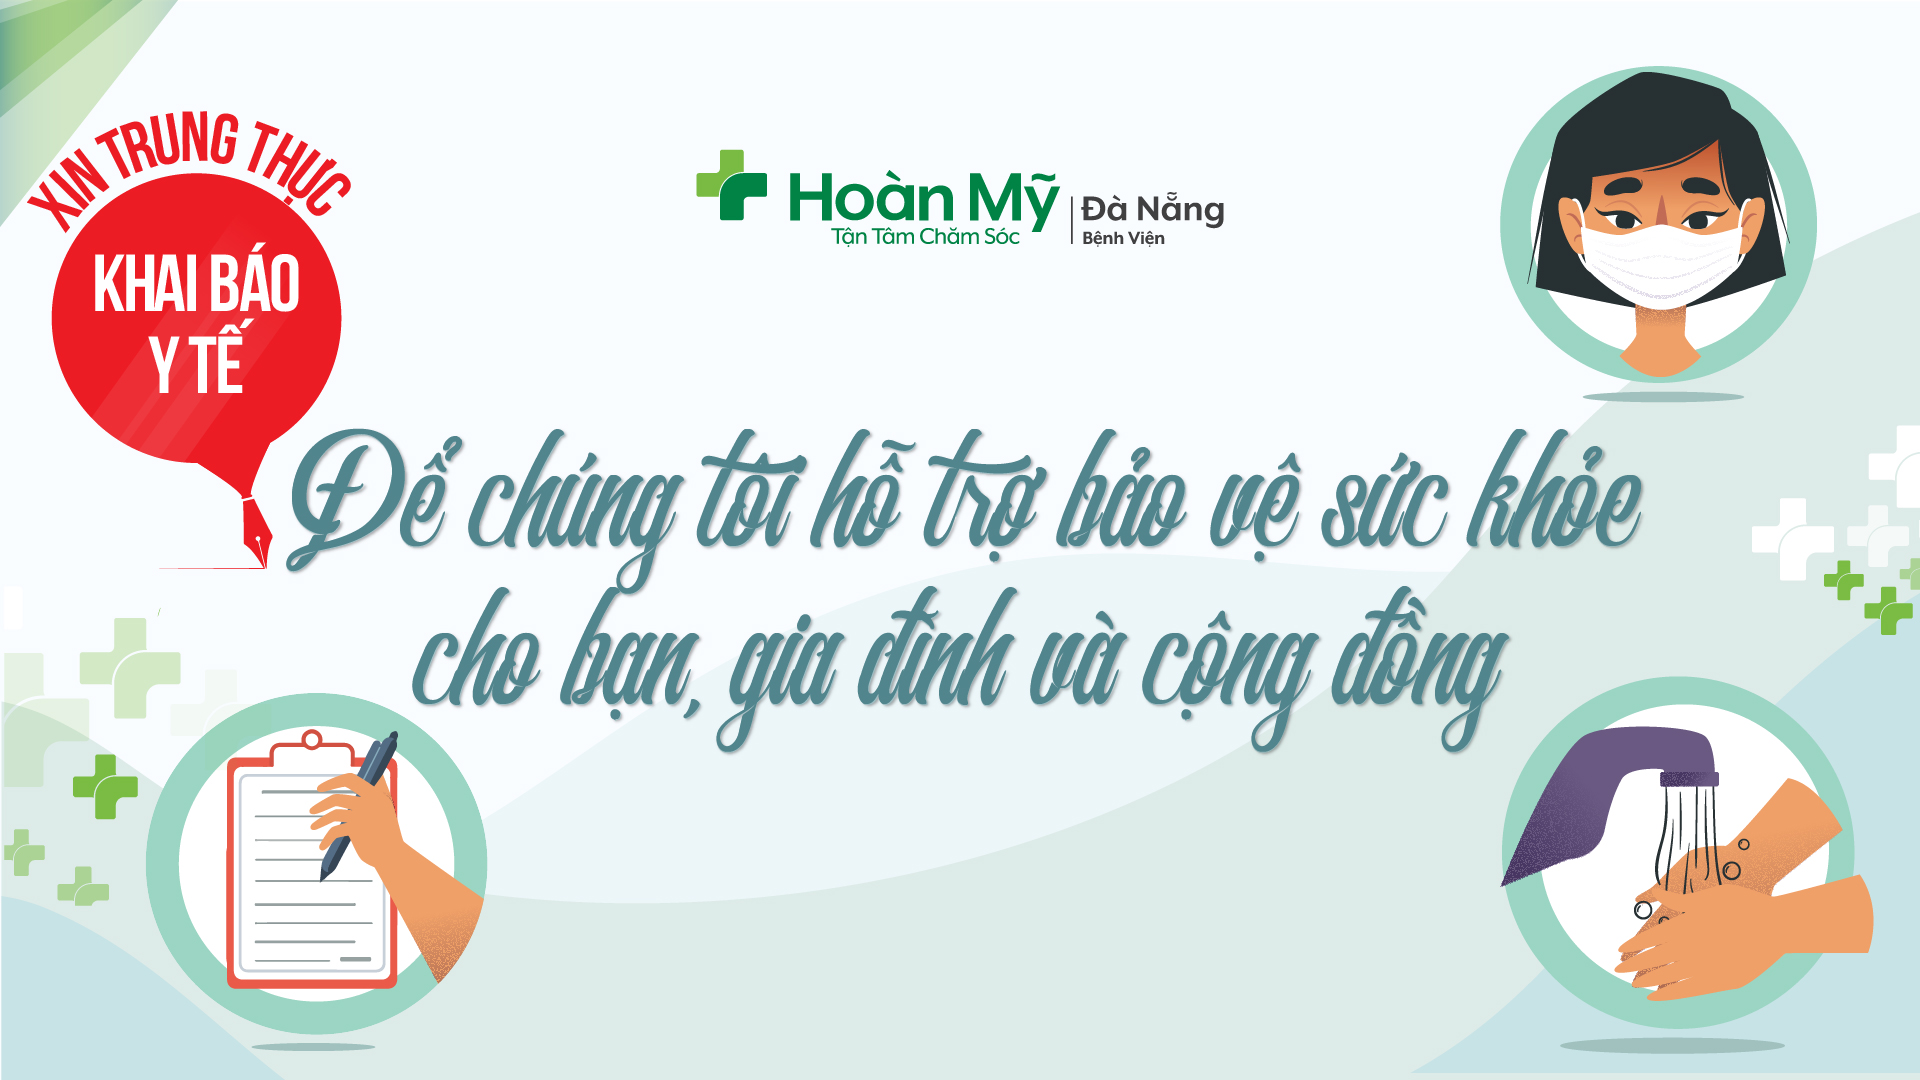 XIN TRUNG THỰC
KHAI BÁO
Y TẾ
Hoàn Mỹ
Tận Tâm Chăm Sóc
Đà Nẵng
Bệnh Viện
Để chúng tôi hỗ trợ bảo vệ sức khỏe
cho bạn, gia đình và cộng đồng